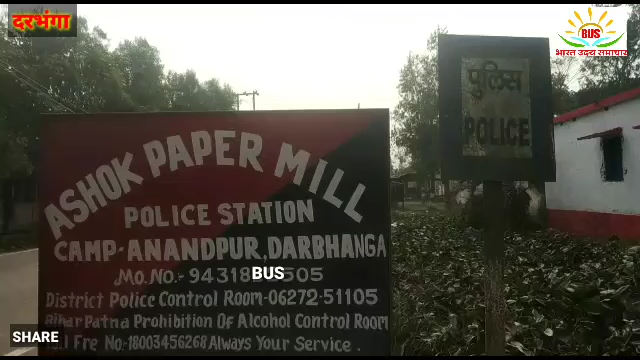 दरभंगा
BUS
भारत उदय समाचार
पुलिस
POLICE
ASHOK PAPER MILL
POLICE STATION
CAMP-ANANDPUR, DARBHANGA
Mo. No.:- 94318 505
BUS
District Police Control Room-06272-51105
Bihar Patna Prohibition Of Alcohol Control Room
SHARE
Fre No:-18003456268 Always Your Service .